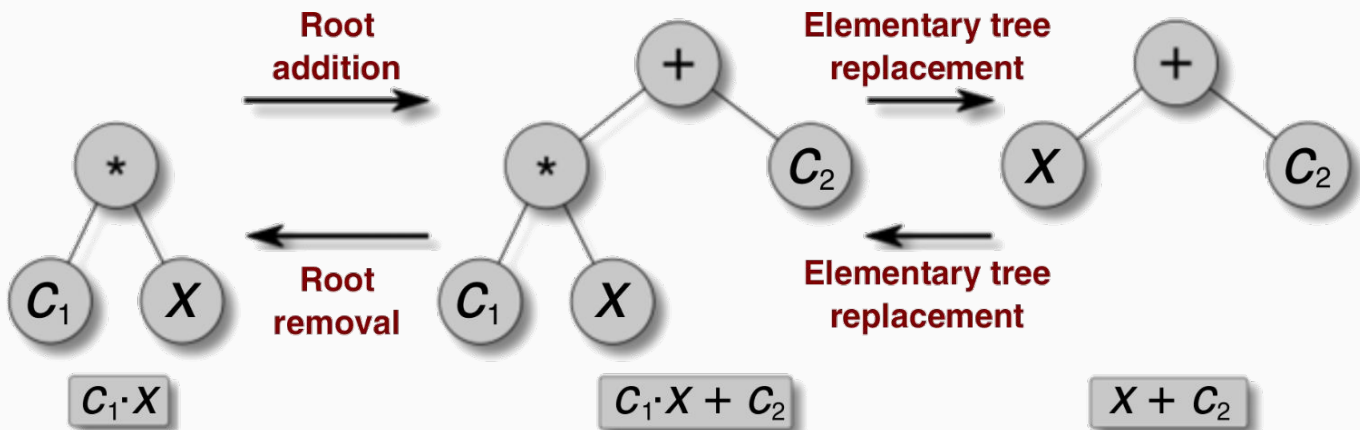 Root
addition
Elementary tree
replacement
+
+
*
*
C₂
X
C₂
C₁
X
C₁
X
Root
removal
Elementary tree
replacement
C₁·X
C₁·X + C₂
X + C₂